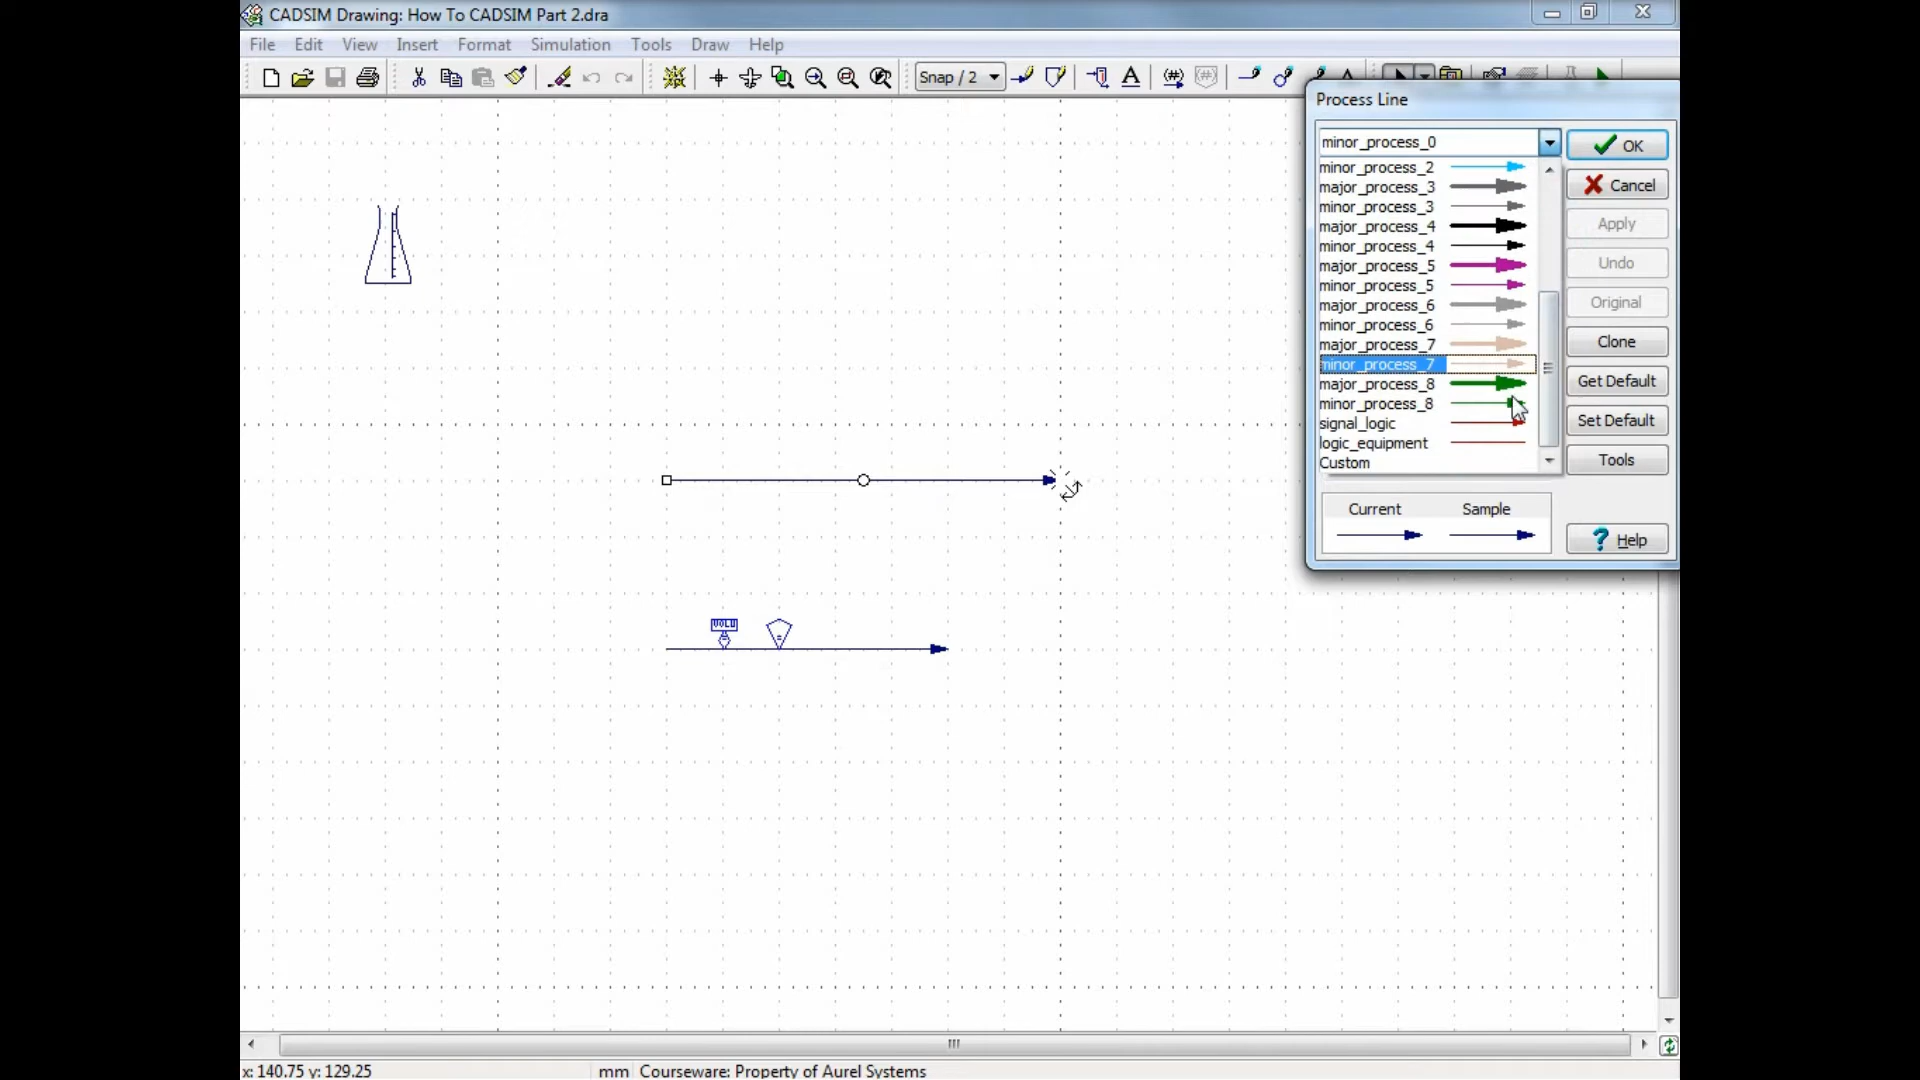 CADSIM Drawing: How To CADSIM Part 2.dra
File Edit View Insert Format Simulation Tools Draw Help
Snap / 2
Process Line
minor_process_0
OK
minor_process_2
major_process_3
Cancel
minor_process_3
major_process_4
Apply
minor_process_4
major_process_5
Undo
minor_process_5
major_process_6
Original
minor_process_6
major_process_7
Clone
minor_process_7
major_process_8
Get Default
minor_process_8
signal_logic
Set Default
logic_equipment
Custom
Tools
Current Sample
Help
x: 140.75 y: 129.25 mm Courseware: Property of Aurel Systems